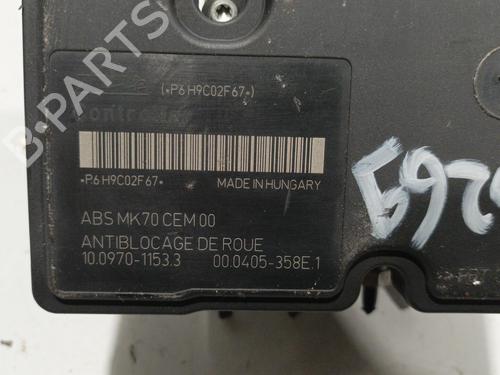 (•P6 H9C02F67•)
•P6 H9C02F67•
MADE IN HUNGARY
ABS MK70 CEM 00
ANTIBLOCAGE DE ROUE
10.0970-1153.3 00.0405-358E.1
B-PARTS